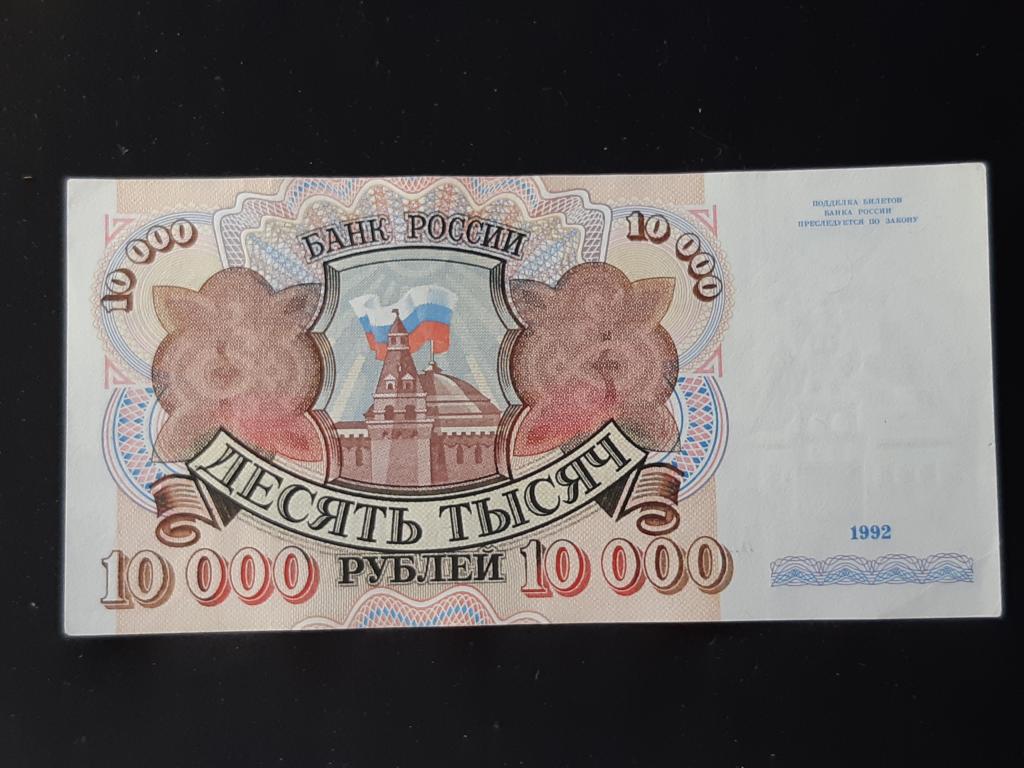 БАНК РОССИИ
10 000
10 000
ПОДДЕЛКА БИЛЕТОВ
БАНКА РОССИИ
ПРЕСЛЕДУЕТСЯ ПО ЗАКОНУ
ДЕСЯТЬ ТЫСЯЧ
1992
10 000 РУБЛЕЙ 10 000